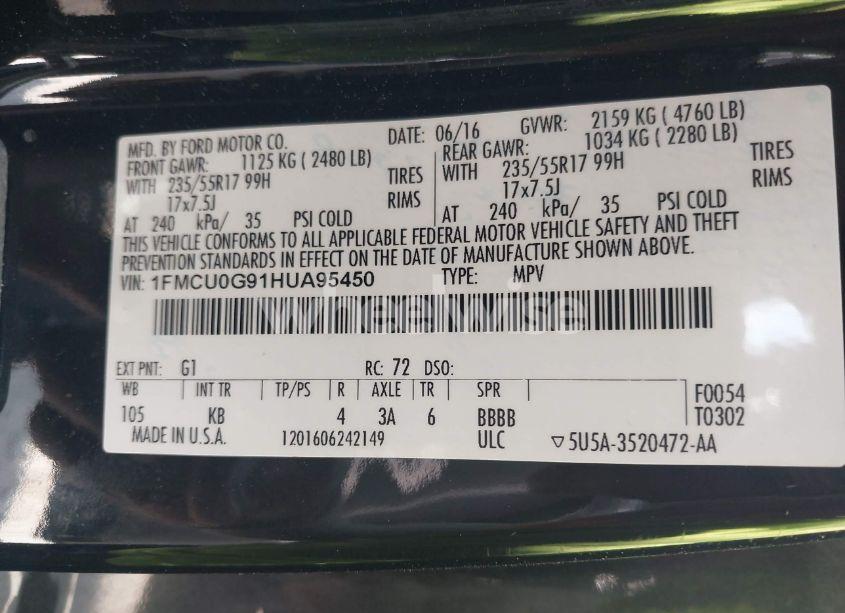 MFD. BY FORD MOTOR CO. DATE: 06/16 GVWR: 2159 KG ( 4760 LB)
FRONT GAWR: 1125 KG ( 2480 LB) REAR GAWR: 1034 KG ( 2280 LB)
WITH 235/55R17 99H TIRES WITH 235/55R17 99H TIRES
17x7.5J RIMS 17x7.5J RIMS
AT 240 kPa/ 35 PSI COLD AT 240 kPa/ 35 PSI COLD
THIS VEHICLE CONFORMS TO ALL APPLICABLE FEDERAL MOTOR VEHICLE SAFETY AND THEFT
PREVENTION STANDARDS IN EFFECT ON THE DATE OF MANUFACTURE SHOWN ABOVE.
VIN: 1FMCU0G91HUA95450 TYPE: MPV
wheelwise
EXT PNT: G1 RC: 72 DSO:
WB INT TR TP/PS R AXLE TR SPR F0054
105 KB 4 3A 6 BBBB T0302
MADE IN U.S.A. 1201606242149 ULC 5U5A-3520472-AA